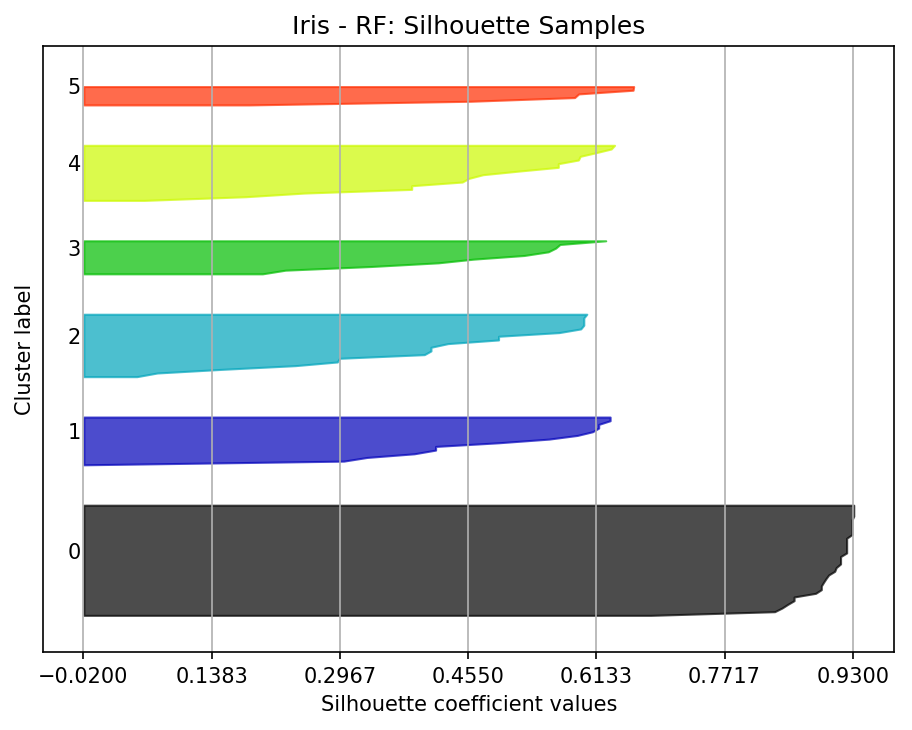 Iris - RF: Silhouette Samples
5
4
3
2
1
0
Cluster label
−0.0200 0.1383 0.2967 0.4550 0.6133 0.7717 0.9300
Silhouette coefficient values